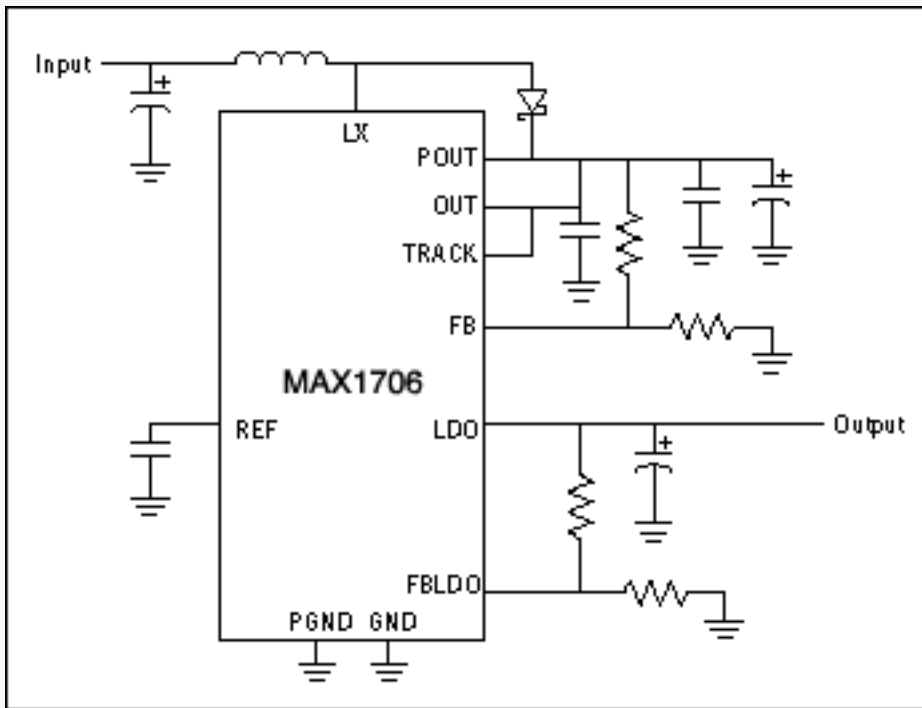 Input
+
LX
POUT
+
OUT
TRACK
FB
MAX1706
REF
LDO
Output
+
FBLDO
PGND GND